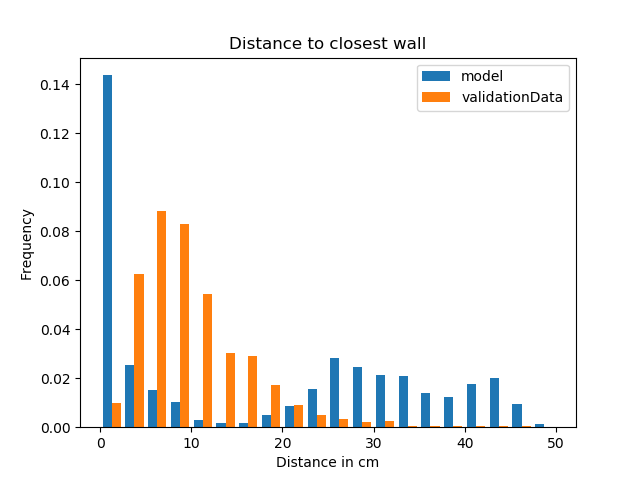 Distance to closest wall
model
validationData
Frequency
0.14
0.12
0.10
0.08
0.06
0.04
0.02
0.00
0 10 20 30 40 50
Distance in cm